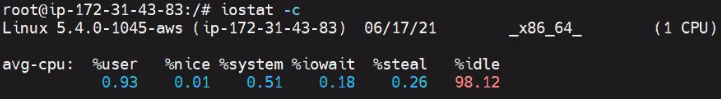 root@ip-172-31-43-83:/# iostat -c
Linux 5.4.0-1045-aws (ip-172-31-43-83) 06/17/21 _x86_64_ (1 CPU)
avg-cpu: %user %nice %system %iowait %steal %idle
0.93 0.01 0.51 0.18 0.26 98.12